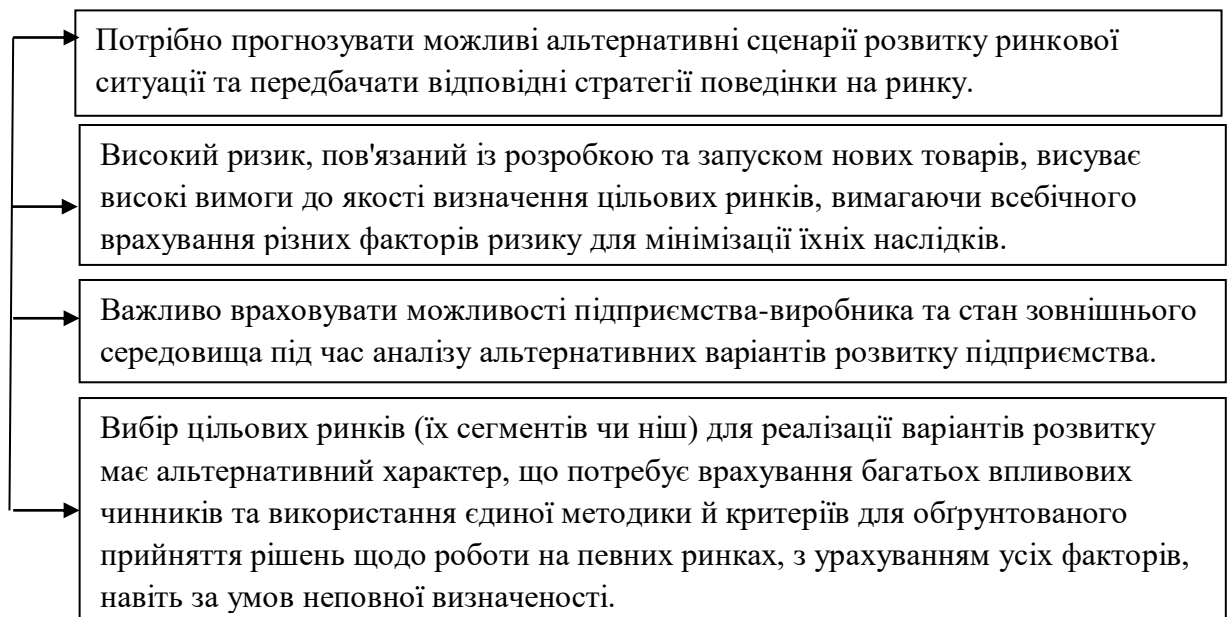 Потрібно прогнозувати можливі альтернативні сценарії розвитку ринкової
ситуації та передбачати відповідні стратегії поведінки на ринку.
Високий ризик, пов'язаний із розробкою та запуском нових товарів, висуває
високі вимоги до якості визначення цільових ринків, вимагаючи всебічного
врахування різних факторів ризику для мінімізації їхніх наслідків.
Важливо враховувати можливості підприємства-виробника та стан зовнішнього
середовища під час аналізу альтернативних варіантів розвитку підприємства.
Вибір цільових ринків (їх сегментів чи ніш) для реалізації варіантів розвитку
має альтернативний характер, що потребує врахування багатьох впливових
чинників та використання єдиної методики й критеріїв для обґрунтованого
прийняття рішень щодо роботи на певних ринках, з урахуванням усіх факторів,
навіть за умов неповної визначеності.